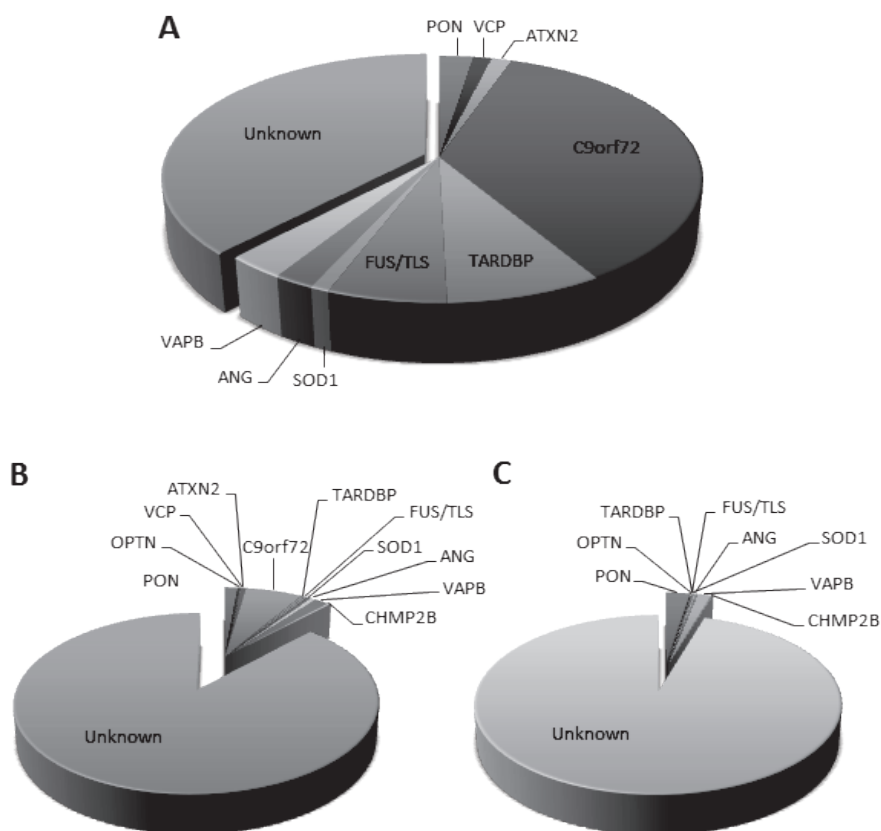 A
PON
VCP
ATXN2
Unknown
C9orf72
FUS/TLS
TARDBP
VAPB
ANG
SOD1
B
ATXN2
TARDBP
VCP
FUS/TLS
OPTN
C9orf72
SOD1
PON
ANG
VAPB
CHMP2B
Unknown
C
TARDBP
FUS/TLS
OPTN
ANG
SOD1
PON
VAPB
CHMP2B
Unknown